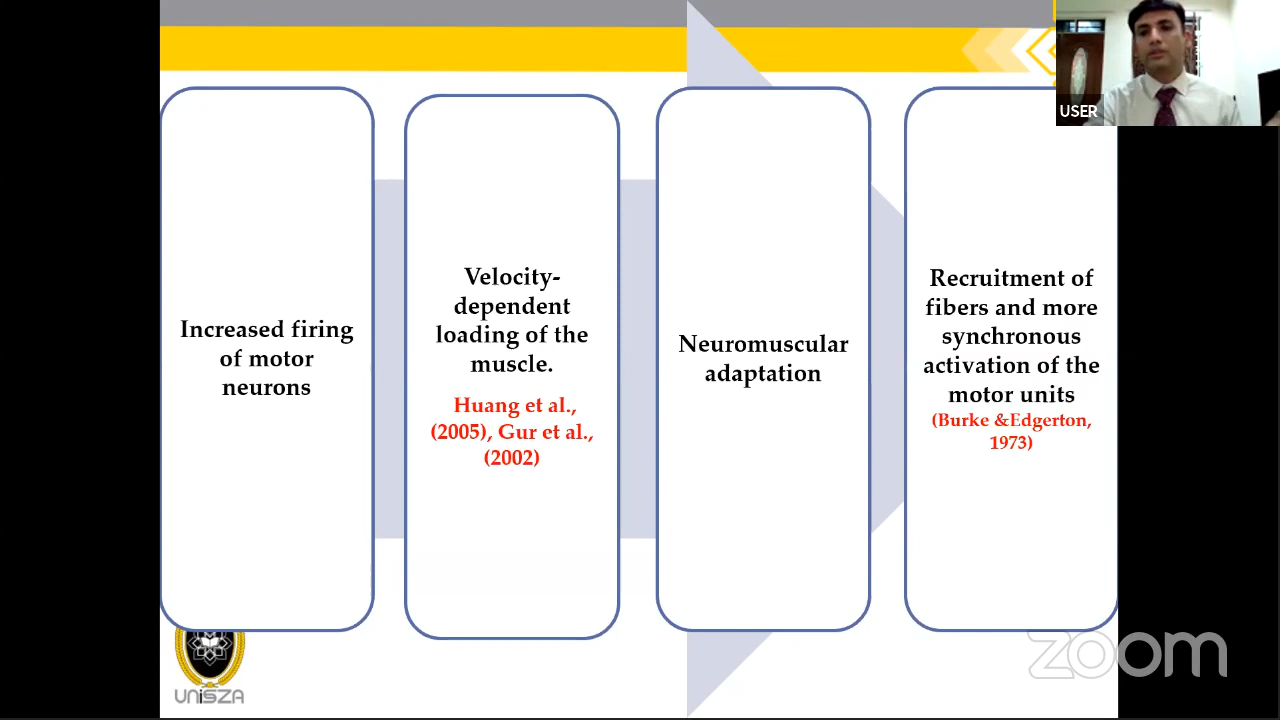 USER
Increased firing
of motor
neurons
Velocity-
dependent
loading of the
muscle.
Huang et al.,
(2005), Gur et al.,
(2002)
Neuromuscular
adaptation
Recruitment of
fibers and more
synchronous
activation of the
motor units
(Burke &Edgerton,
1973)
UNiSZA
zoom